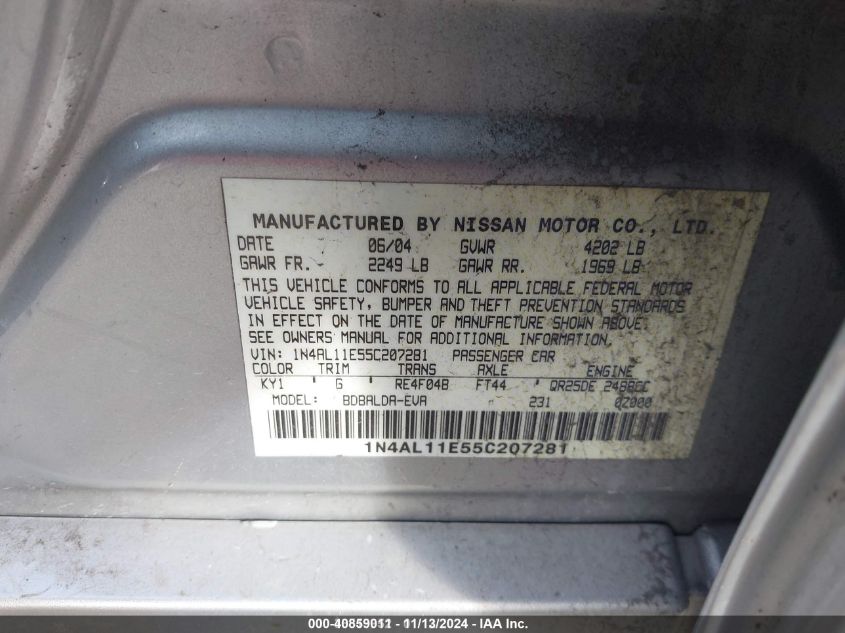 MANUFACTURED BY NISSAN MOTOR CO., LTD.
DATE 06/04 GVWR 4202 LB
GAWR FR. 2249 LB GAWR RR. 1969 LB
THIS VEHICLE CONFORMS TO ALL APPLICABLE FEDERAL MOTOR
VEHICLE SAFETY, BUMPER AND THEFT PREVENTION STANDARDS
IN EFFECT ON THE DATE OF MANUFACTURE SHOWN ABOVE.
SEE OWNERS MANUAL FOR ADDITIONAL INFORMATION.
VIN: 1N4AL11E55C207281 PASSENGER CAR
COLOR TRIM TRANS AXLE ENGINE
KY1 G RE4F04B FT44 QR25DE 2488CC
MODEL: BDBALDA-EVA 231 0Z000
1N4AL11E55C207281
000-40859011 - 11/13/2024 - IAA, Inc.